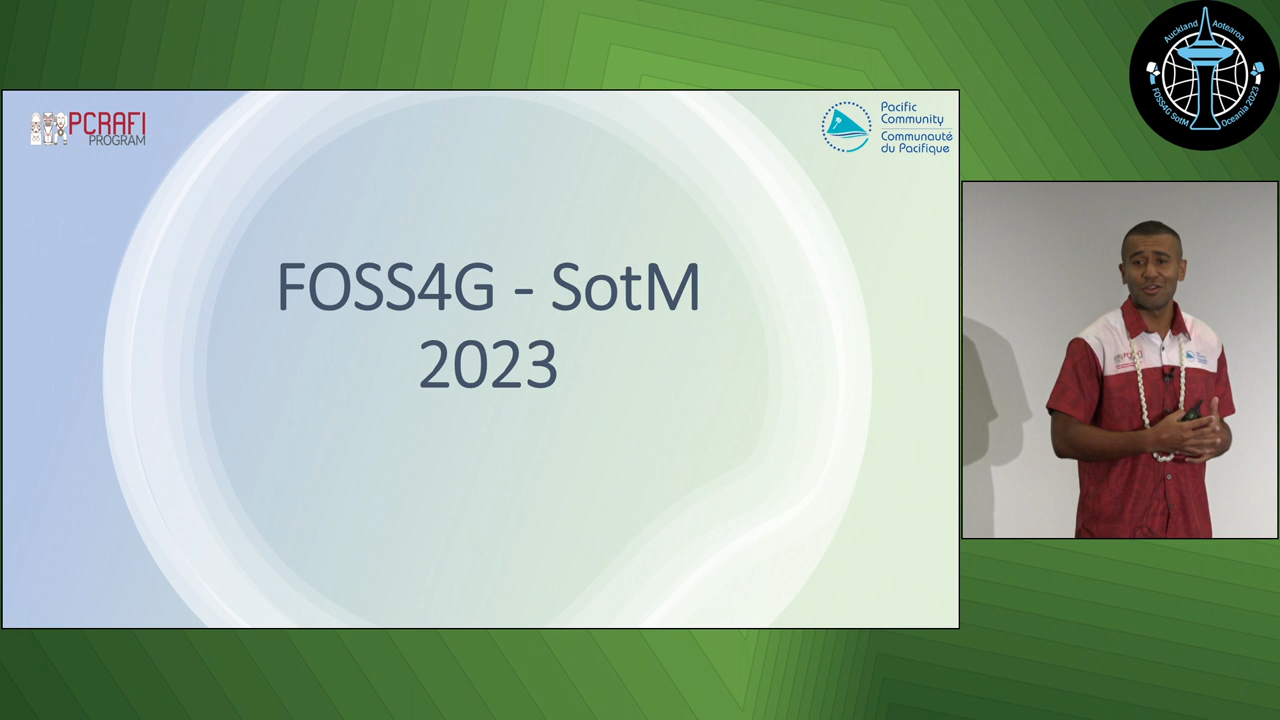 PCRAFI
PROGRAM
Pacific
Community
Communauté
du Pacifique
FOSS4G - SotM
2023
Auckland Aotearoa
FOSS4G SotM Oceania 2023